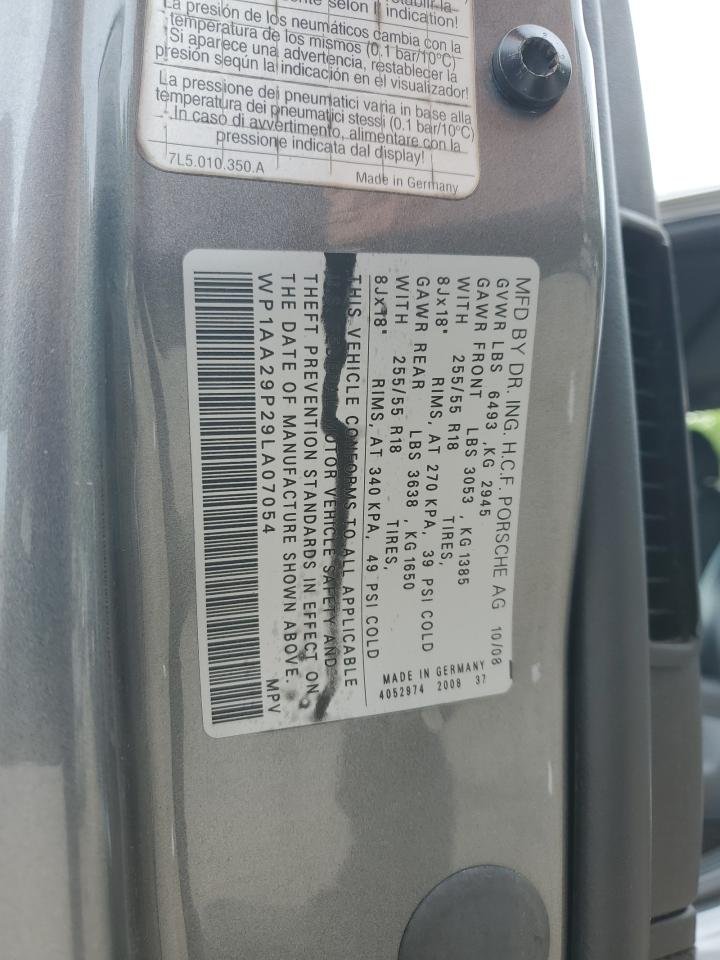 indication!
La presión de los neumáticos cambia con la
temperatura de los mismos (0.1 bar/10°C)
Si aparece una advertencia, restablecer la
presión según la indicación en el visualizador!
La pressione dei pneumatici varia in base alla
temperatura dei pneumatici stessi (0.1 bar/10°C)
In caso di avvertimento, alimentare con la
pressione indicata dal display!
7L5.010.350.A
Made in Germany
MFD BY DR. ING. H.C.F. PORSCHE AG 10/08
GVWR LBS 6493 ,KG 2945
GAWR FRONT LBS 3053 ,KG 1385
WITH 255/55 R18 TIRES,
8Jx18" RIMS, AT 270 KPA, 39 PSI COLD
GAWR REAR LBS 3638 ,KG 1650
WITH 255/55 R18 TIRES,
8Jx18" RIMS, AT 340 KPA, 49 PSI COLD
MADE IN GERMANY
4052974 2008 37
THIS VEHICLE CONFORMS TO ALL APPLICABLE
MOTOR VEHICLE SAFETY AND
THEFT PREVENTION STANDARDS IN EFFECT ON
THE DATE OF MANUFACTURE SHOWN ABOVE.
WP1AA29P29LA07054 MPV